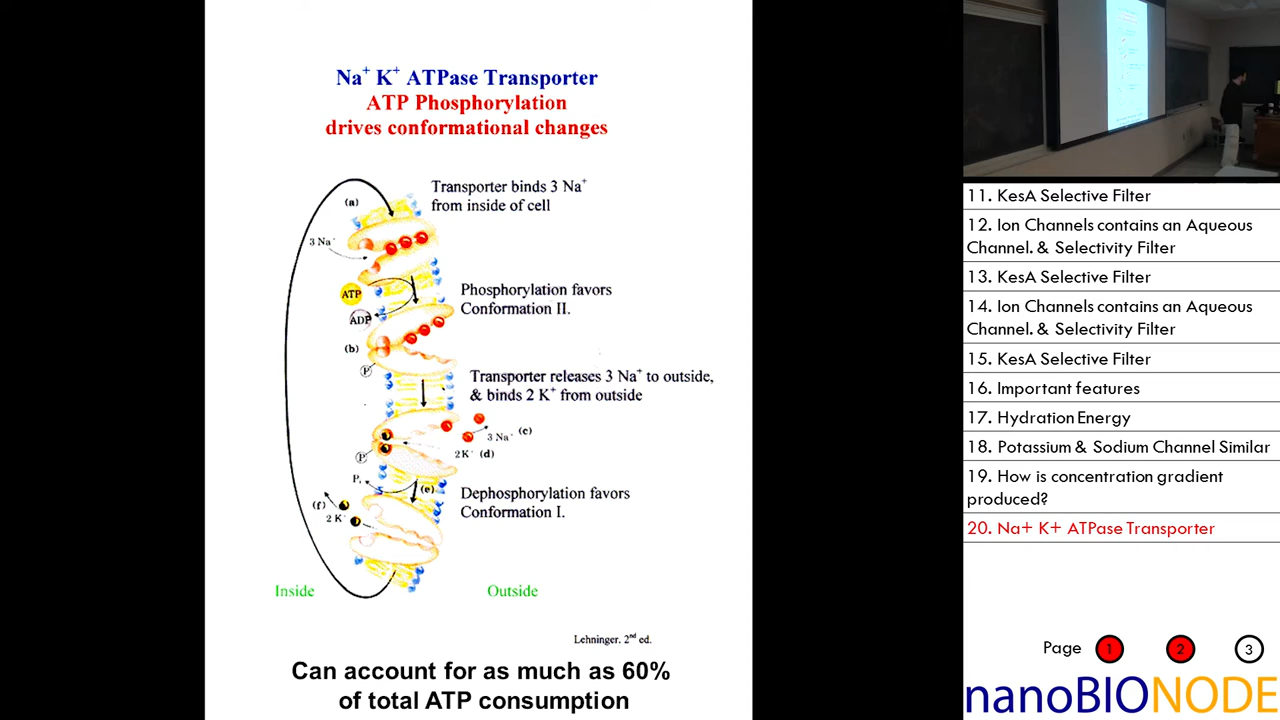 Na+ K+ ATPase Transporter
ATP Phosphorylation
drives conformational changes
Transporter binds 3 Na+
from inside of cell
(a)
3 Na+
ATP
Phosphorylation favors
Conformation II.
ADP
(b)
P
Transporter releases 3 Na+ to outside,
& binds 2 K+ from outside
3 Na+ (c)
2 K+ (d)
P
Pi
(e)
Dephosphorylation favors
Conformation I.
(f)
2 K+
Inside
Outside
Lehninger. 2nd ed.
Can account for as much as 60%
of total ATP consumption
11. KesA Selective Filter
12. Ion Channels contains an Aqueous
Channel. & Selectivity Filter
13. KesA Selective Filter
14. Ion Channels contains an Aqueous
Channel. & Selectivity Filter
15. KesA Selective Filter
16. Important features
17. Hydration Energy
18. Potassium & Sodium Channel Similar
19. How is concentration gradient
produced?
20. Na+ K+ ATPase Transporter
Page 1 2 3
nanoBIONODE